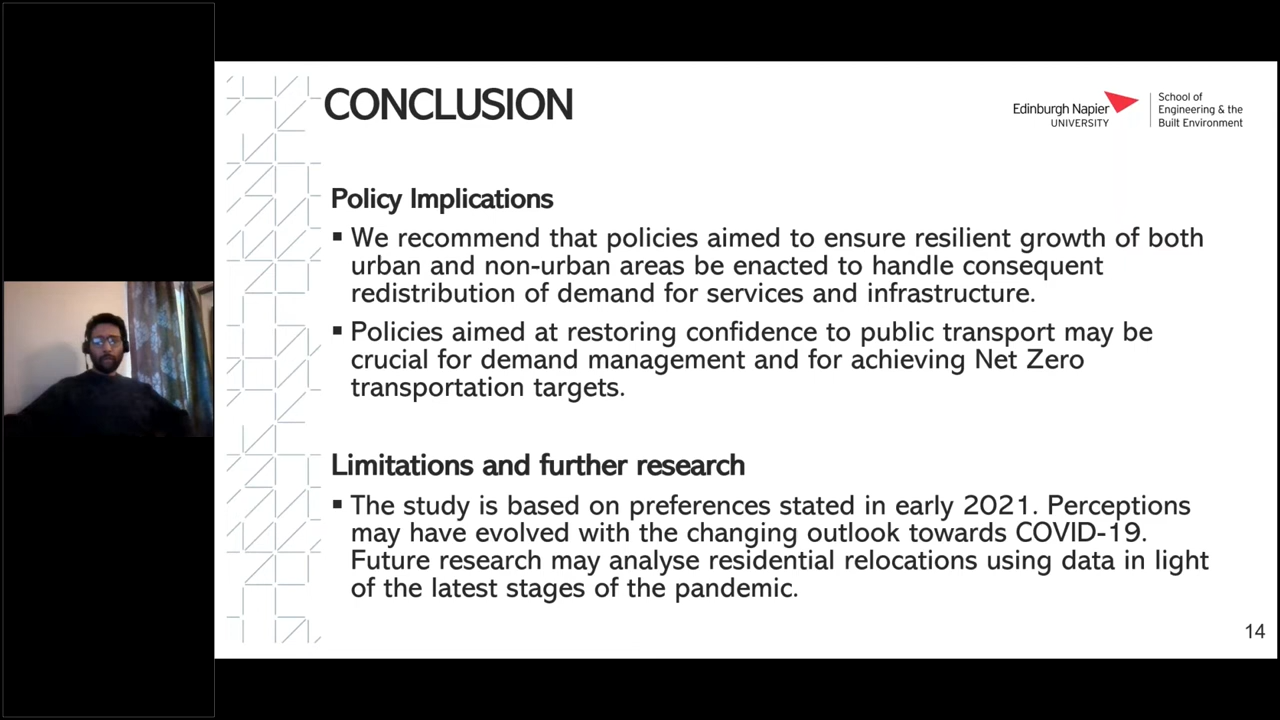 CONCLUSION
Edinburgh Napier
UNIVERSITY
School of
Engineering & the
Built Environment
Policy Implications
▪ We recommend that policies aimed to ensure resilient growth of both
urban and non-urban areas be enacted to handle consequent
redistribution of demand for services and infrastructure.
▪ Policies aimed at restoring confidence to public transport may be
crucial for demand management and for achieving Net Zero
transportation targets.
Limitations and further research
▪ The study is based on preferences stated in early 2021. Perceptions
may have evolved with the changing outlook towards COVID-19.
Future research may analyse residential relocations using data in light
of the latest stages of the pandemic.
14